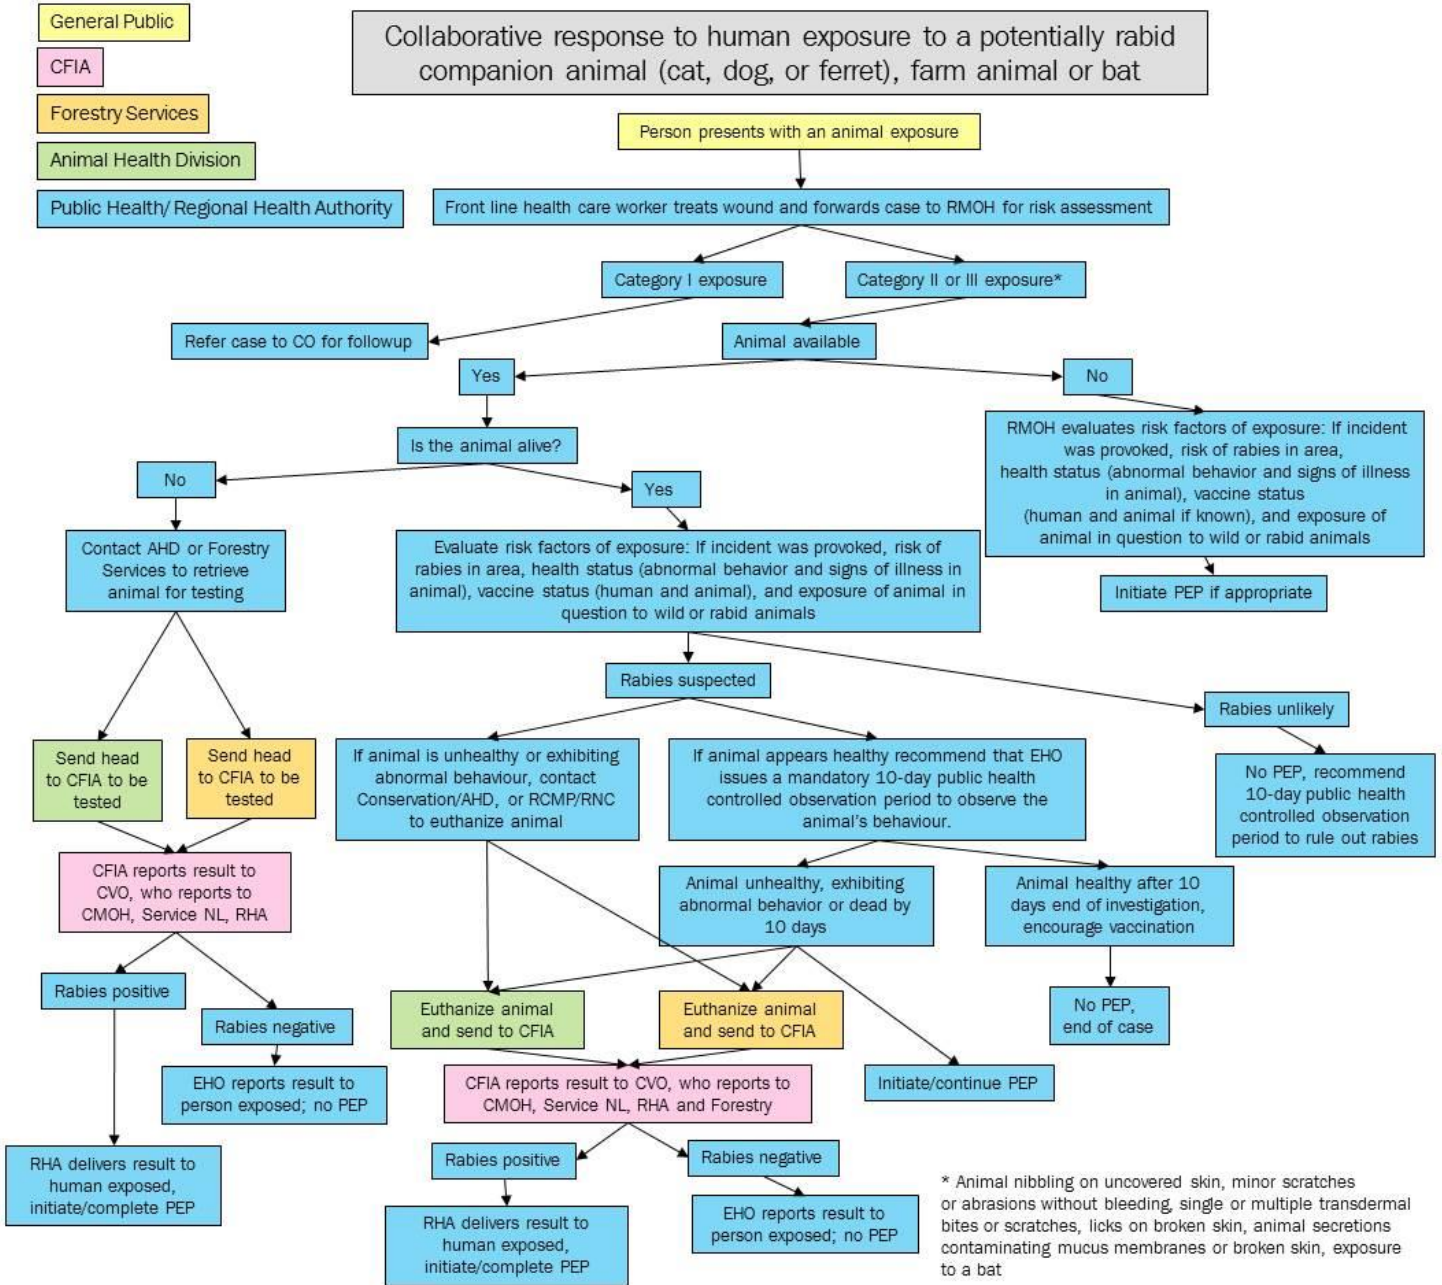 General Public
CFIA
Forestry Services
Animal Health Division
Public Health/ Regional Health Authority
Collaborative response to human exposure to a potentially rabid
companion animal (cat, dog, or ferret), farm animal or bat
Person presents with an animal exposure
Front line health care worker treats wound and forwards case to RMOH for risk assessment
Category I exposure
Category II or III exposure*
Refer case to CO for followup
Animal available
Yes
No
Is the animal alive?
RMOH evaluates risk factors of exposure: If incident
was provoked, risk of rabies in area,
health status (abnormal behavior and signs of illness
in animal), vaccine status
(human and animal if known), and exposure of
animal in question to wild or rabid animals
Initiate PEP if appropriate
No
Yes
Contact AHD or Forestry
Services to retrieve
animal for testing
Evaluate risk factors of exposure: If incident was provoked, risk of
rabies in area, health status (abnormal behavior and signs of illness in
animal), vaccine status (human and animal), and exposure of animal in
question to wild or rabid animals
Rabies suspected
Rabies unlikely
Send head
to CFIA to be
tested
Send head
to CFIA to be
tested
If animal is unhealthy or exhibiting
abnormal behaviour, contact
Conservation/AHD, or RCMP/RNC
to euthanize animal
If animal appears healthy recommend that EHO
issues a mandatory 10-day public health
controlled observation period to observe the
animal's behaviour.
No PEP, recommend
10-day public health
controlled observation
period to rule out rabies
CFIA reports result to
CVO, who reports to
CMOH, Service NL, RHA
Animal unhealthy, exhibiting
abnormal behavior or dead by
10 days
Animal healthy after 10
days end of investigation,
encourage vaccination
Rabies positive
Rabies negative
Euthanize animal
and send to CFIA
Euthanize animal
and send to CFIA
No PEP,
end of case
EHO reports result to
person exposed; no PEP
CFIA reports result to CVO, who reports to
CMOH, Service NL, RHA and Forestry
Initiate/continue PEP
RHA delivers result to
human exposed,
initiate/complete PEP
Rabies positive
Rabies negative
RHA delivers result to
human exposed,
initiate/complete PEP
EHO reports result to
person exposed; no PEP
* Animal nibbling on uncovered skin, minor scratches
or abrasions without bleeding, single or multiple transdermal
bites or scratches, licks on broken skin, animal secretions
contaminating mucus membranes or broken skin, exposure
to a bat